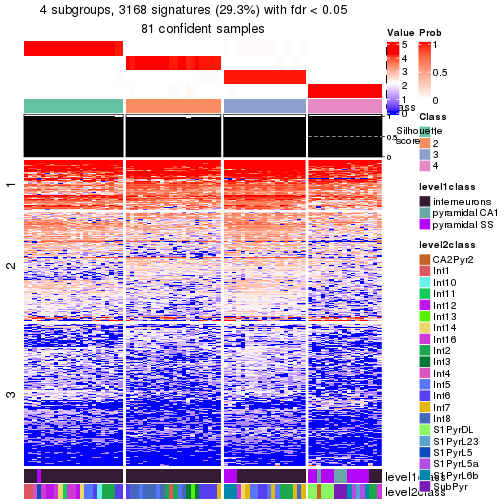 4 subgroups, 3168 signatures (29.3%) with fdr < 0.05
81 confident samples
Value
5
4
3
2
1
0
Prob
1
0.5
0
Class
2
3
4
1
0.5
0
Silhouette
score
level1class
interneurons
pyramidal CA1
pyramidal SS
level2class
CA2Pyr2
Int1
Int10
Int11
Int12
Int13
Int14
Int16
Int2
Int3
Int4
Int5
Int6
Int7
Int8
S1PyrDL
S1PyrL23
S1PyrL5
S1PyrL5a
S1PyrL6b
SubPyr
1
2
3
level1class
level2class